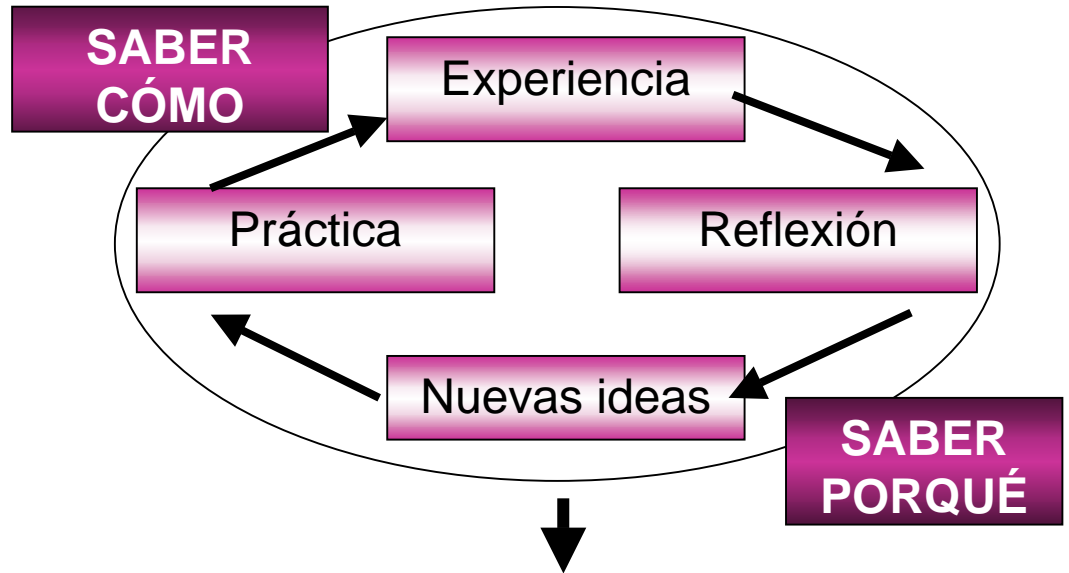 SABER
CÓMO
Experiencia
Práctica
Reflexión
Nuevas ideas
SABER
PORQUÉ